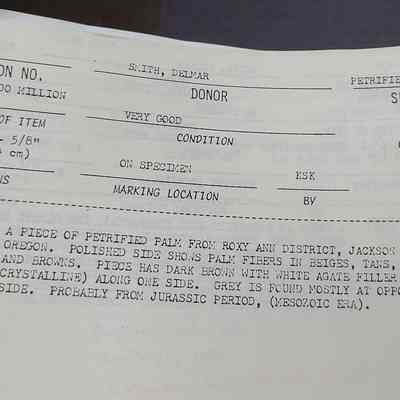 SMITH, DELMAR PETRIFIE
ON NO. DONOR S
00 MILLION
OF ITEM VERY GOOD
CONDITION
- 5/8"
cm)
ON SPECIMEN KSK
NS MARKING LOCATION BY
A PIECE OF PETRIFIED PALM FROM ROXY ANN DISTRICT, JACKSON
OREGON. POLISHED SIDE SHOWS PALM FIBERS IN BEIGES, TANS,
AND BROWNS. PIECE HAS DARK BROWN WITH WHITE AGATE FILLER
CRYSTALLINE) ALONG ONE SIDE. GREY IS FOUND MOSTLY AT OPPO
SIDE. PROBABLY FROM JURASSIC PERIOD, (MESOZOIC ERA).